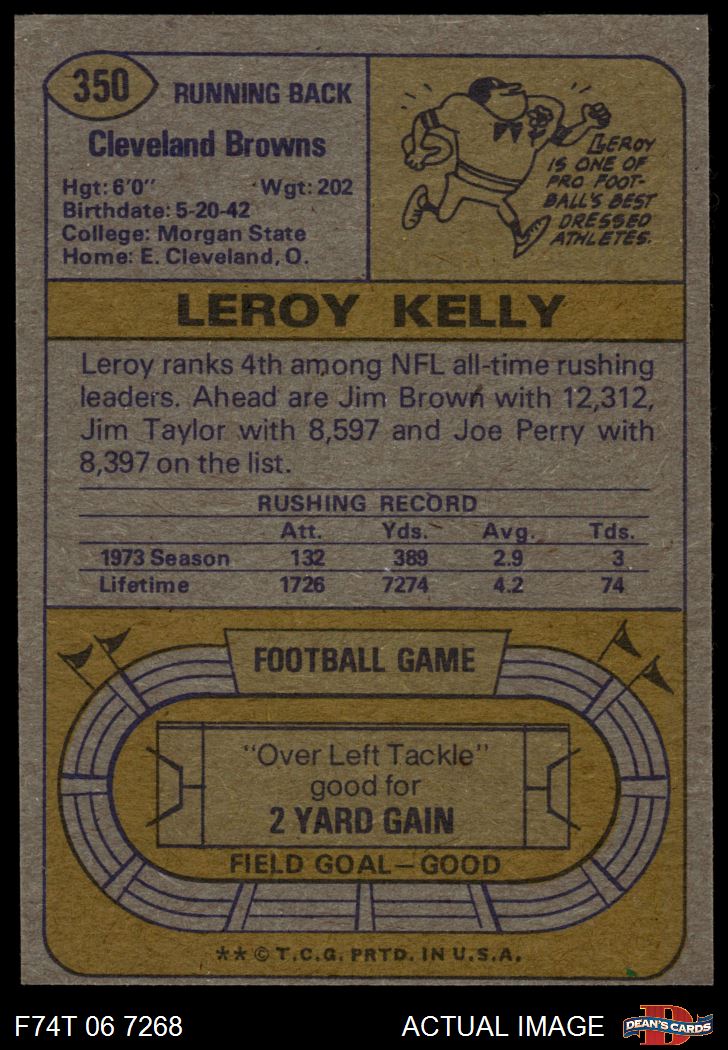 350
RUNNING BACK
Cleveland Browns
Hgt: 6'0" Wgt: 202
Birthdate: 5-20-42
College: Morgan State
Home: E. Cleveland, O.
LEROY
IS ONE OF
PRO FOOT-
BALL'S BEST
DRESSED
ATHLETES.
LEROY KELLY
Leroy ranks 4th among NFL all-time rushing
leaders. Ahead are Jim Brown with 12,312,
Jim Taylor with 8,597 and Joe Perry with
8,397 on the list.
RUSHING RECORD
Att. Yds. Avg. Tds.
1973 Season 132 389 2.9 3
Lifetime 1726 7274 4.2 74
FOOTBALL GAME
"Over Left Tackle"
good for
2 YARD GAIN
FIELD GOAL—GOOD
** © T.C.G. PRTD. IN U.S.A.
F74T 06 7268 ACTUAL IMAGE DEAN'S CARDS